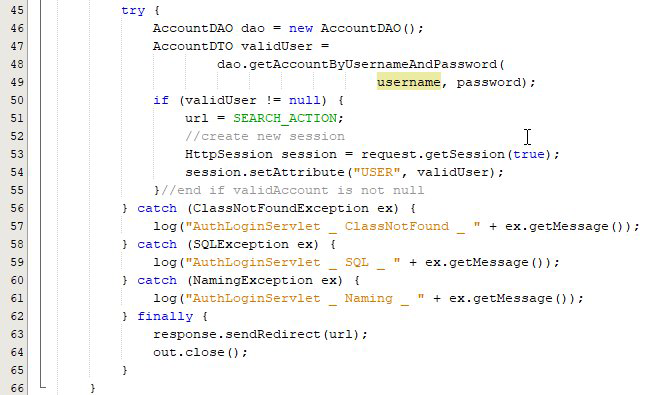 45 try {
46 AccountDAO dao = new AccountDAO();
47 AccountDTO validUser =
48 dao.getAccountByUsernameAndPassword(
49 username, password);
50 if (validUser != null) {
51 url = SEARCH_ACTION;
52 //create new session
53 HttpSession session = request.getSession(true);
54 session.setAttribute("USER", validUser);
55 }//end if validAccount is not null
56 } catch (ClassNotFoundException ex) {
57 log("AuthLoginServlet _ ClassNotFound _ " + ex.getMessage());
58 } catch (SQLException ex) {
59 log("AuthLoginServlet _ SQL _ " + ex.getMessage());
60 } catch (NamingException ex) {
61 log("AuthLoginServlet _ Naming _ " + ex.getMessage());
62 } finally {
63 response.sendRedirect(url);
64 out.close();
65 }
66 }